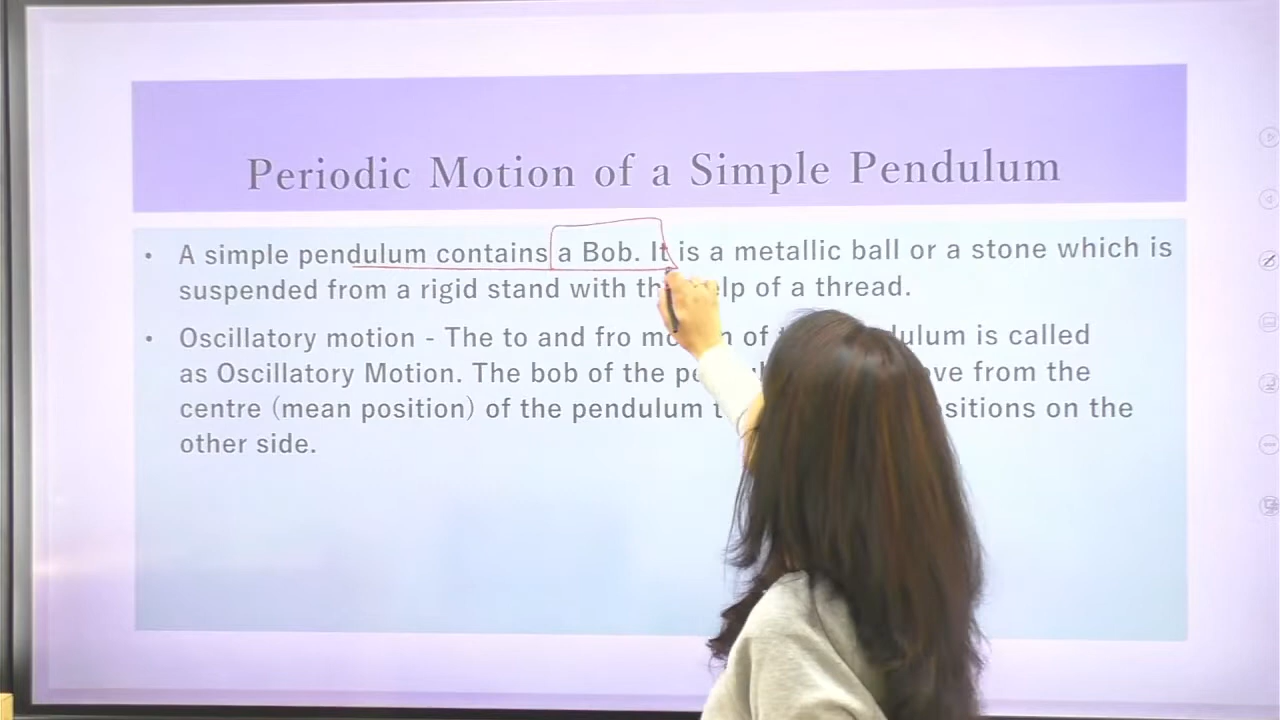 Periodic Motion of a Simple Pendulum
• A simple pendulum contains a Bob. It is a metallic ball or a stone which is
suspended from a rigid stand with th lp of a thread.
• Oscillatory motion - The to and fro mo n of dulum is called
as Oscillatory Motion. The bob of the pe ve from the
centre (mean position) of the pendulum t sitions on the
other side.